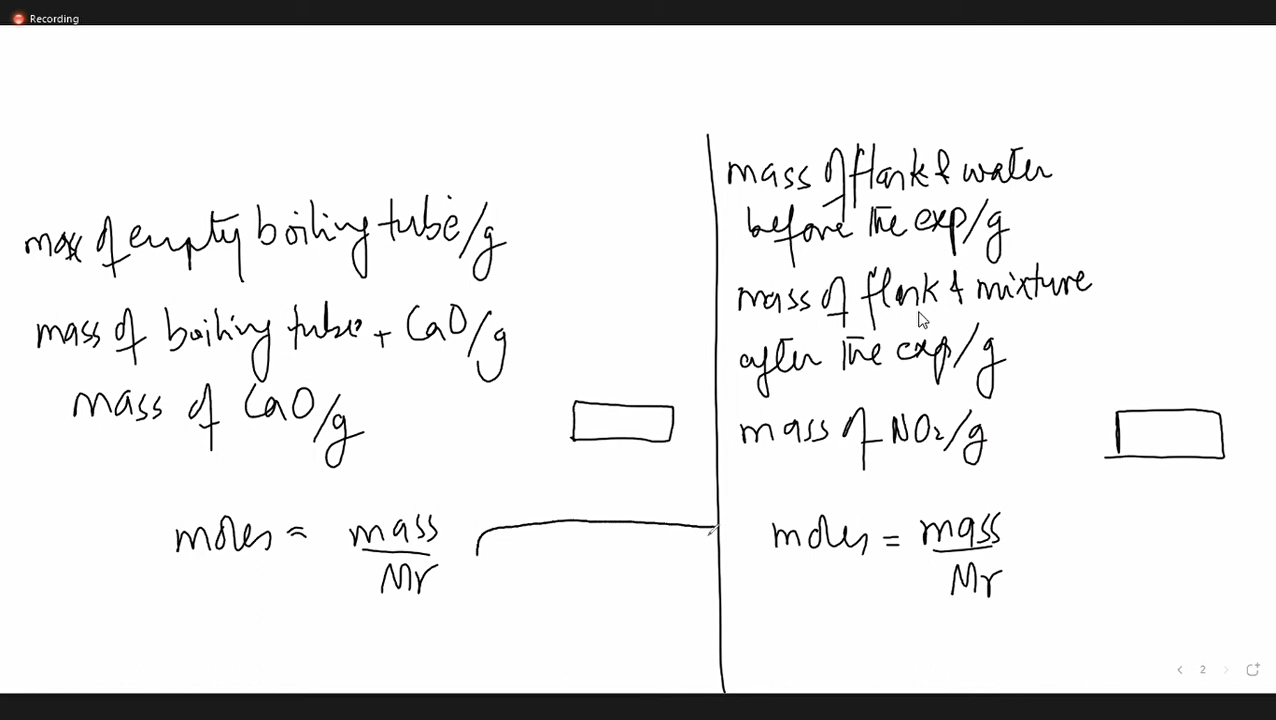 Recording
mass of empty boiling tube/g
mass of boiling tube + CaO/g
mass of CaO/g
moles = mass
Mr
mass of flask & water
before the exp/g
mass of flask & mixture
after the exp/g
mass of NO2/g
moles = mass
Mr
2